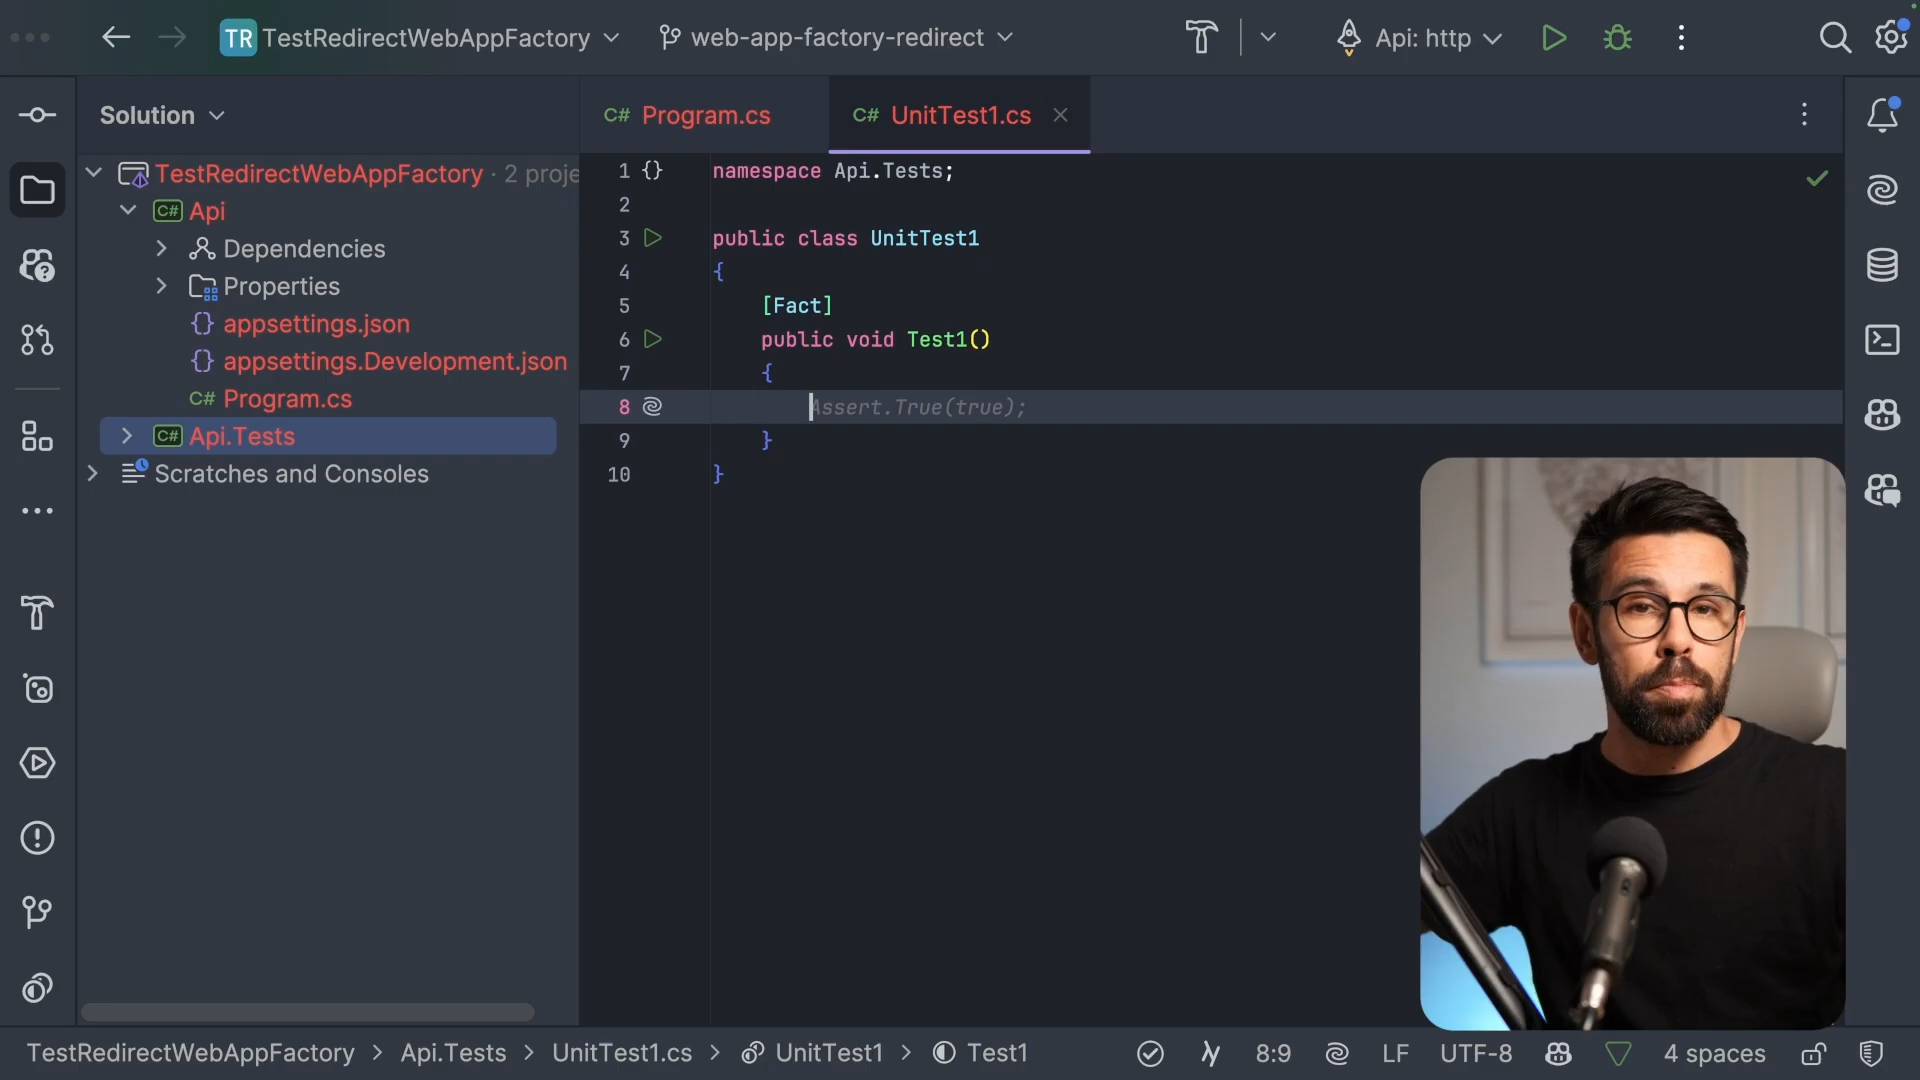 TR TestRedirectWebAppFactory
web-app-factory-redirect
Api: http
Solution
C# Program.cs
C# UnitTest1.cs
TestRedirectWebAppFactory · 2 proje
C# Api
Dependencies
Properties
{} appsettings.json
{} appsettings.Development.json
C# Program.cs
C# Api.Tests
Scratches and Consoles
1 {} namespace Api.Tests;
2
3 public class UnitTest1
4 {
5 [Fact]
6 public void Test1()
7 {
8 Assert.True(true);
9 }
10 }
TestRedirectWebAppFactory > Api.Tests > UnitTest1.cs > UnitTest1 > Test1
8:9 LF UTF-8 4 spaces